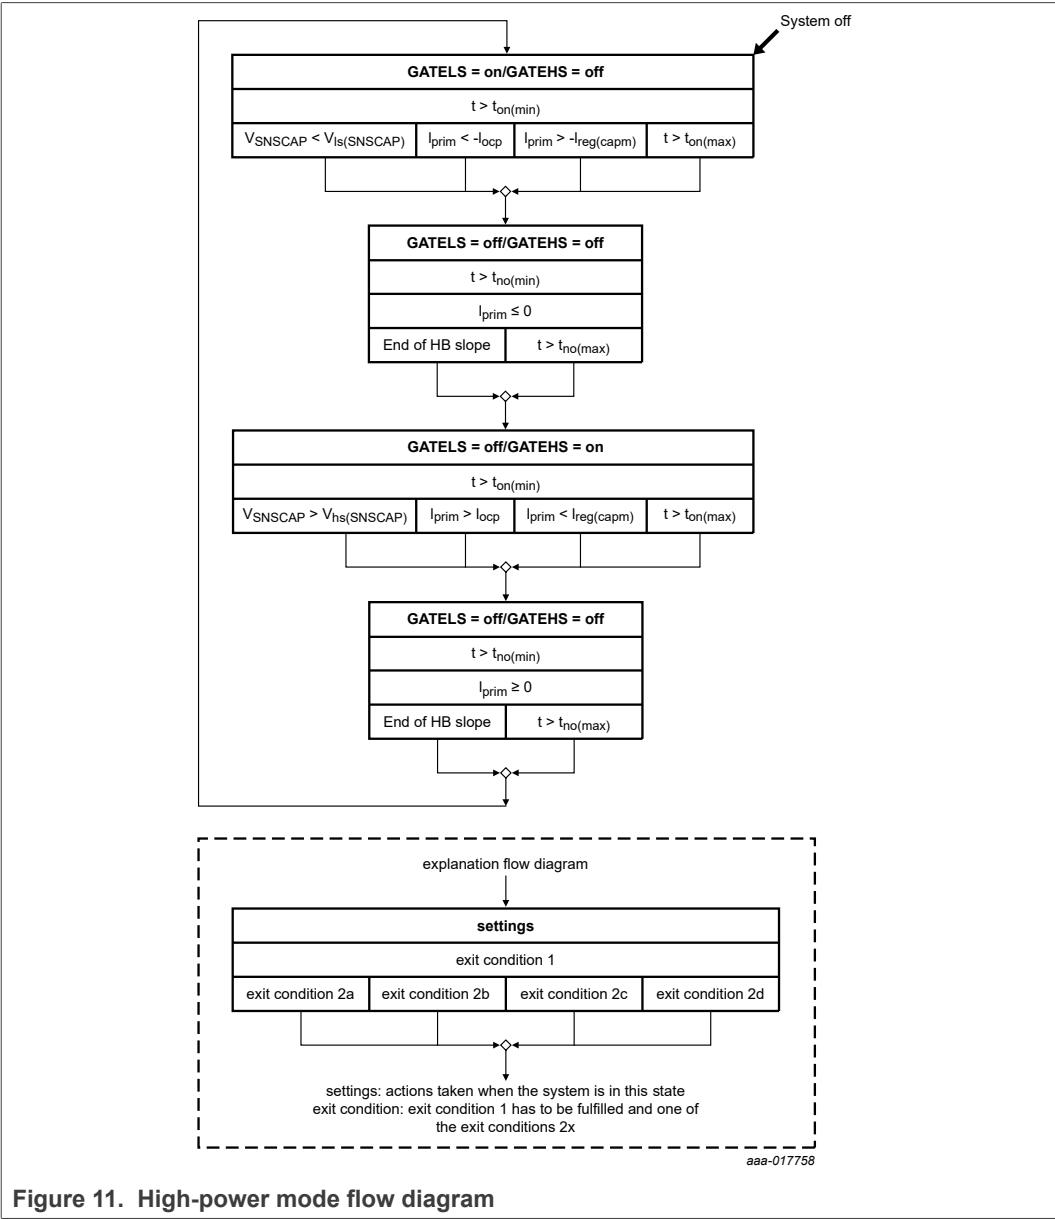 System off
GATELS = on/GATEHS = off
t > ton(min)
VSNSCAP < Vls(SNSCAP)
Iprim < -Iocp
Iprim > -Ireg(capm)
t > ton(max)
GATELS = off/GATEHS = off
t > tno(min)
Iprim ≤ 0
End of HB slope
t > tno(max)
GATELS = off/GATEHS = on
t > ton(min)
VSNSCAP > Vhs(SNSCAP)
Iprim > Iocp
Iprim < Ireg(capm)
t > ton(max)
GATELS = off/GATEHS = off
t > tno(min)
Iprim ≥ 0
End of HB slope
t > tno(max)
explanation flow diagram
settings
exit condition 1
exit condition 2a
exit condition 2b
exit condition 2c
exit condition 2d
settings: actions taken when the system is in this state
exit condition: exit condition 1 has to be fulfilled and one of
the exit conditions 2x
aaa-017758
Figure 11. High-power mode flow diagram